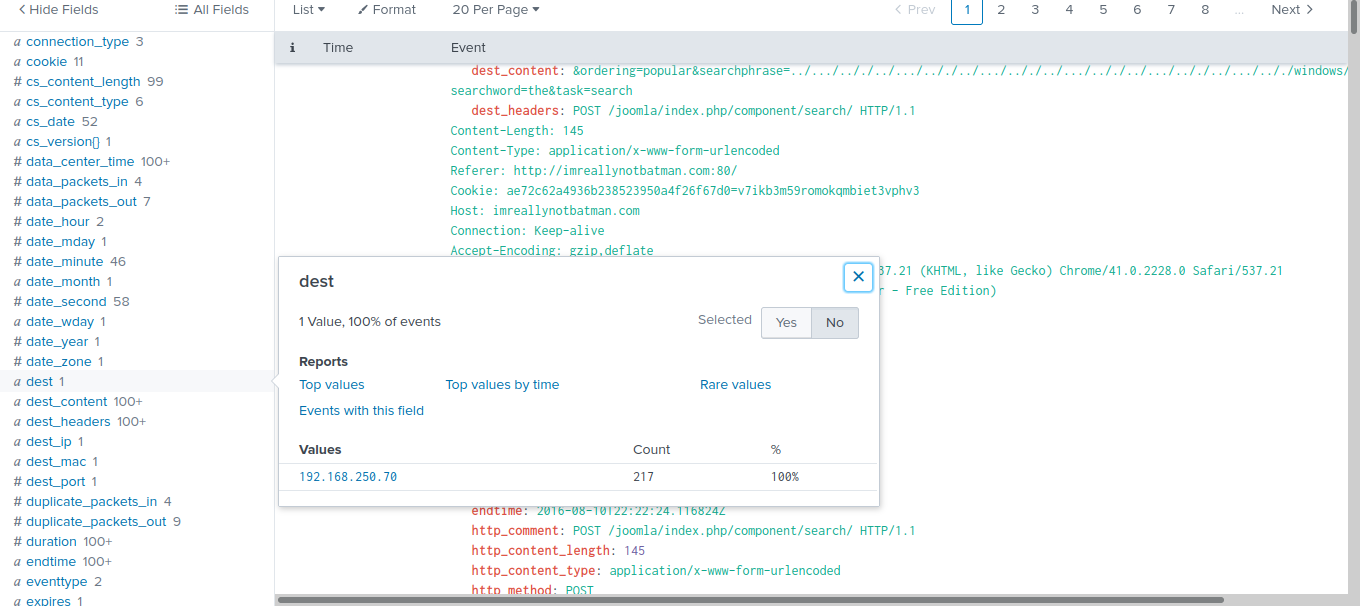 Hide Fields
All Fields
List
Format
20 Per Page
Prev
1
2
3
4
5
6
7
8
...
Next
a connection_type 3
a cookie 11
# cs_content_length 99
a cs_content_type 6
a cs_date 52
a cs_version{} 1
# data_center_time 100+
# data_packets_in 4
# data_packets_out 7
# date_hour 2
# date_mday 1
# date_minute 46
a date_month 1
# date_second 58
a date_wday 1
# date_year 1
# date_zone 1
a dest 1
a dest_content 100+
a dest_headers 100+
a dest_ip 1
a dest_mac 1
# dest_port 1
# duplicate_packets_in 4
# duplicate_packets_out 9
# duration 100+
a endtime 100+
a eventtype 2
a expires 1
i
Time
Event
searchword=the&task=search
dest_headers: POST /joomla/index.php/component/search/ HTTP/1.1
Content-Length: 145
Content-Type: application/x-www-form-urlencoded
Referer: http://imreallynotbatman.com:80/
Cookie: ae72c62a4936b238523950a4f26f67d0=v7ikb3m59romokqmbiet3vphv3
Host: imreallynotbatman.com
Connection: Keep-alive
Accept-Encoding: gzip,deflate
37.21 (KHTML, like Gecko) Chrome/41.0.2228.0 Safari/537.21
r - Free Edition)
dest
1 Value, 100% of events
Selected
Yes
No
Reports
Top values
Top values by time
Rare values
Events with this field
Values
Count
%
192.168.250.70
217
100%
endtime: 2016-08-10T22:22:24.116824Z
http_comment: POST /joomla/index.php/component/search/ HTTP/1.1
http_content_length: 145
http_content_type: application/x-www-form-urlencoded
http_method: POST